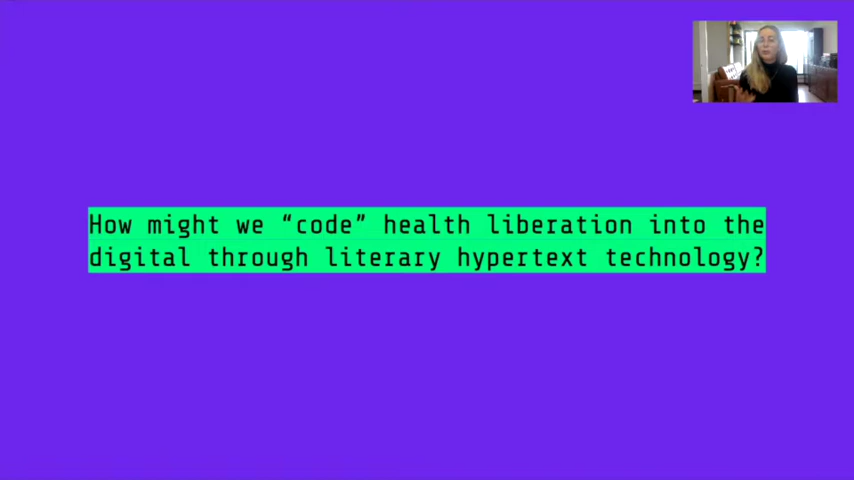 How might we “code” health liberation into the
digital through literary hypertext technology?